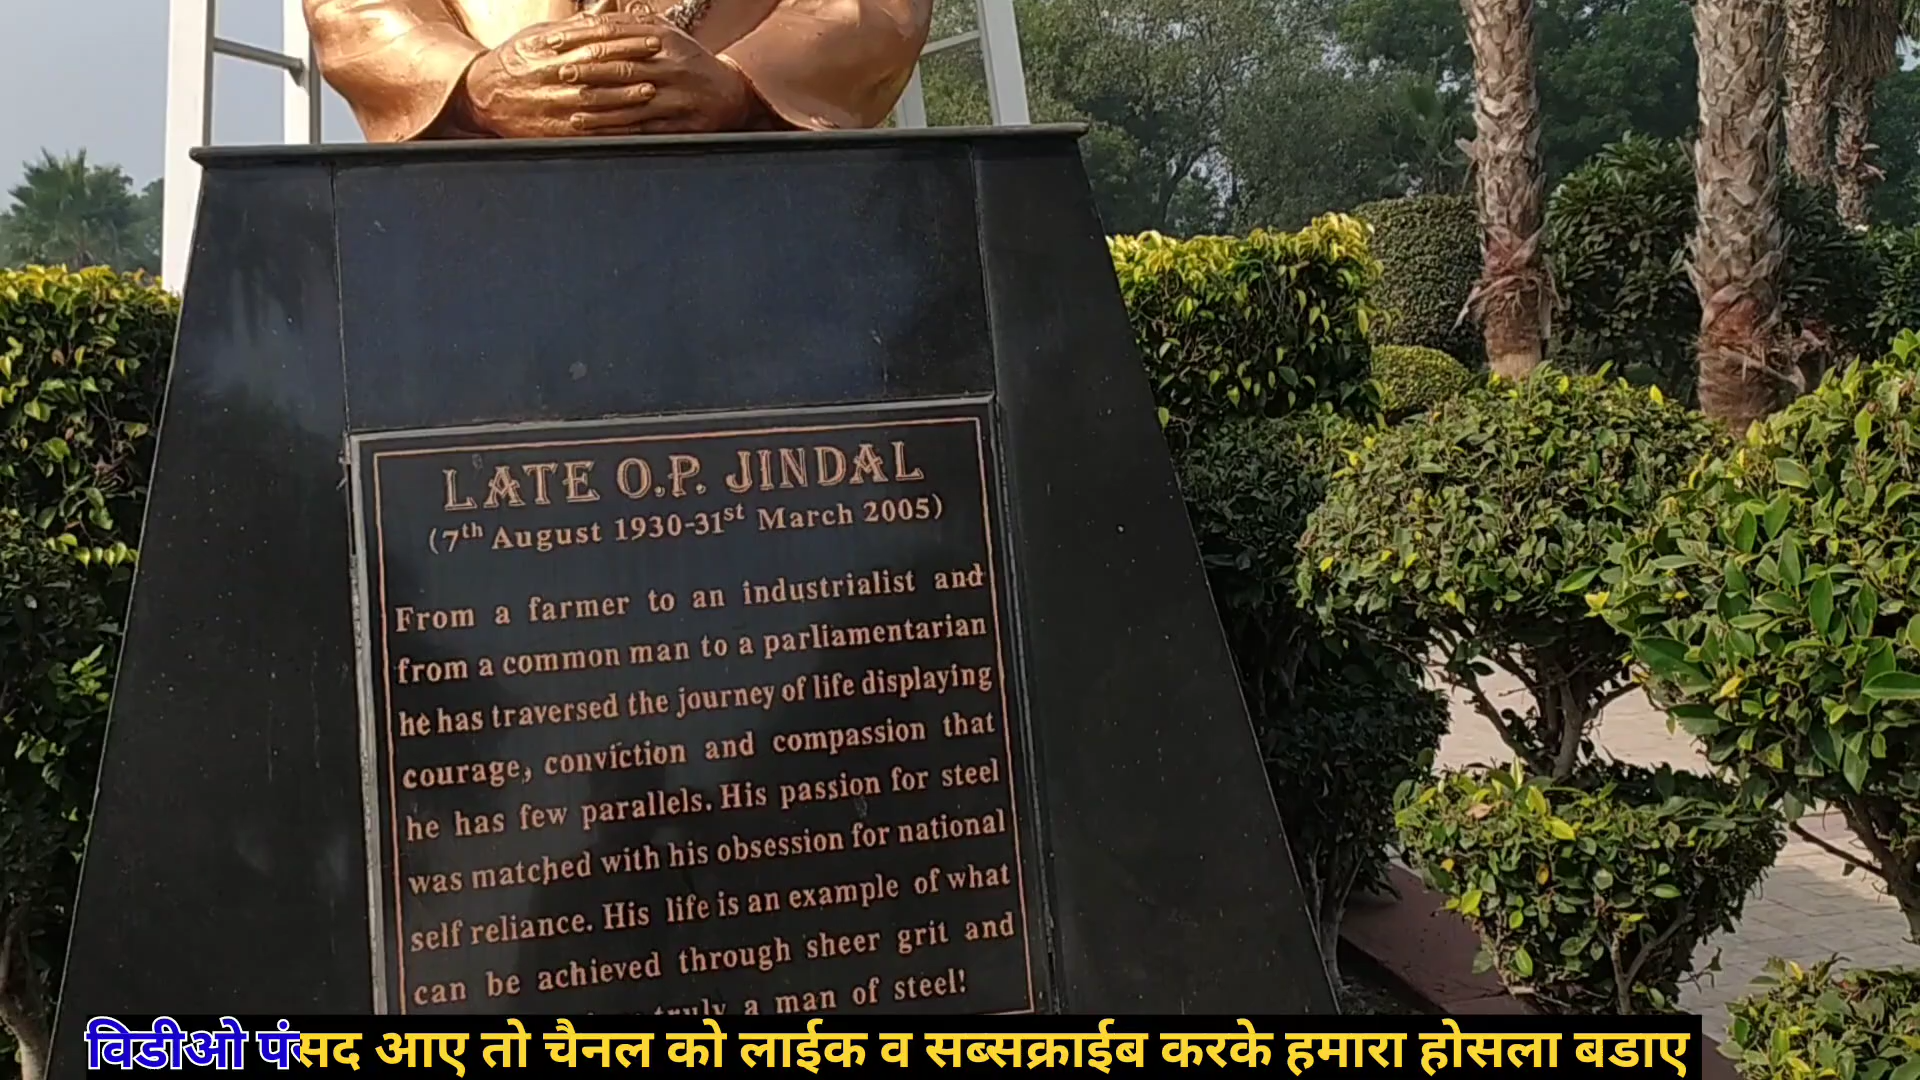 LATE O.P. JINDAL
(7th August 1930-31st March 2005)
From a farmer to an industrialist and
from a common man to a parliamentarian
he has traversed the journey of life displaying
courage, conviction and compassion that
he has few parallels. His passion for steel
was matched with his obsession for national
self reliance. His life is an example of what
can be achieved through sheer grit and
truly a man of steel!
विडीओ पंसद आए तो चैनल को लाईक व सब्सक्राईब करके हमारा होसला बडाए